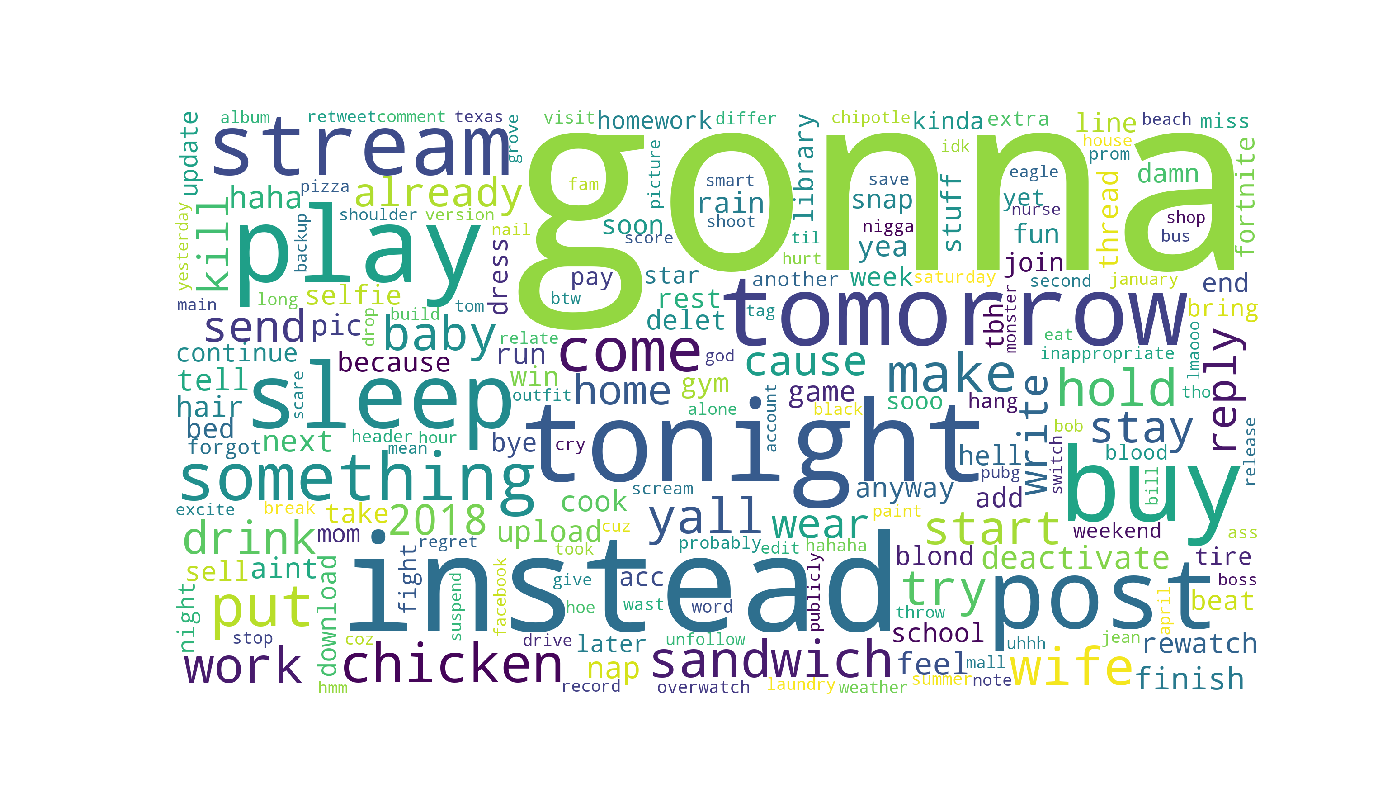 album
retweet
comment
texas
grove
visit
homework
differ
chipotle
kinda
extra
line
beach
miss
update
stream
gonna
library
idk
house
prom
damn
fortnite
haha
pizza
already
fam
picture
smart
rain
shoot
save
snap
stuff
eagle
yet
nurse
thread
shop
bus
yesterday
kill
play
backup
shoulder
version
nail
soon
score
til
hurt
nigga
yea
fun
join
main
long
selfie
tom
dress
pay
btw
star
rest
another
week
saturday
second
january
end
bring
send
pic
drop
build
baby
relate
delet
tag
tomorrow
tbh
monster
eat
inappropriate
lmaooo
continue
because
run
come
god
cause
make
tell
scare
sleep
win
outfit
home
gym
game
sooo
hang
hold
tho
reply
hair
bed
forgot
next
header
hour
mean
bye
cry
tonight
alone
account
black
hell
write
bob
stay
switch
blood
release
something
scream
anyway
pubg
add
buy
bill
excite
break
take
2018
cook
upload
cuz
yall
wear
paint
start
weekend
ass
drink
mom
regret
took
probably
edit
hahaha
blond
deactivate
tire
sell
aint
download
fight
instead
give
acc
publicly
try
post
boss
night
put
suspend
facebook
hoe
wast
word
throw
april
beat
stop
coz
drive
later
unfollow
school
uhhh
jean
rewatch
work
hmm
chicken
record
nap
sandwich
overwatch
laundry
weather
feel
mall
summer
note
wife
finish